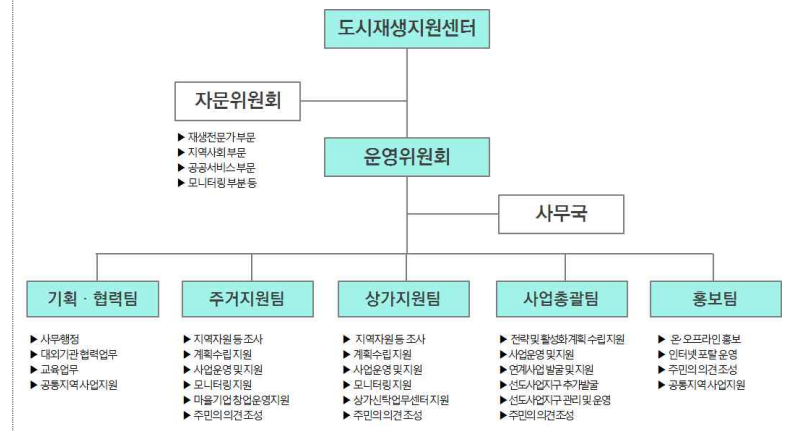 도시재생지원센터
자문위원회
▶ 재생전문가 부문
▶ 지역사회 부문
▶ 공공서비스 부문
▶ 모니터링 부분 등
운영위원회
사무국
기획 · 협력팀
▶ 사무행정
▶ 대외기관 협력업무
▶ 교육업무
▶ 공통지역 사업지원
주거지원팀
▶ 지역자원 등 조사
▶ 계획수립 지원
▶ 사업운영 및 지원
▶ 모니터링 지원
▶ 마을기업 창업 운영지원
▶ 주민의 의견 조성
상가지원팀
▶ 지역자원 등 조사
▶ 계획수립 지원
▶ 사업운영 및 지원
▶ 모니터링 지원
▶ 상가신탁업무센터 지원
▶ 주민의 의견 조성
사업총괄팀
▶ 전략 및 활성화계획 수립 지원
▶ 사업운영 및 지원
▶ 연계사업 발굴 및 지원
▶ 선도사업지구 추가발굴
▶ 선도사업지구 관리 및 운영
▶ 주민의 의견 조성
홍보팀
▶ 온·오프라인 홍보
▶ 인터넷 포탈 운영
▶ 주민의 의견 조성
▶ 공통지역 사업지원